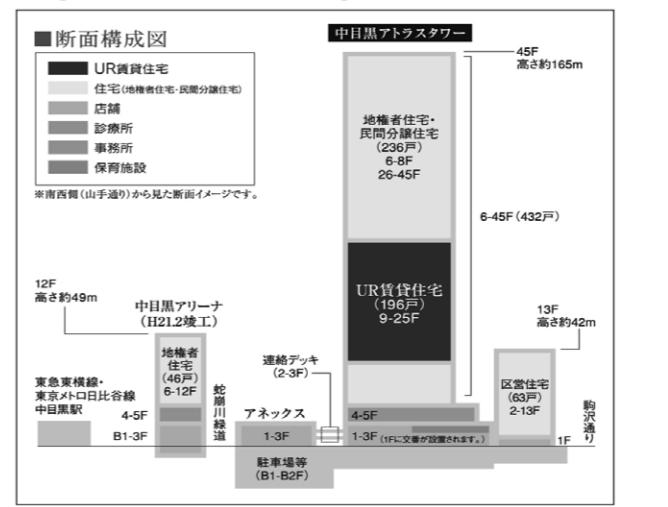 ■断面構成図
UR賃貸住宅
住宅(地権者住宅・民間分譲住宅)
店舗
診療所
事務所
保育施設
※南西側(山手通り)から見た断面イメージです。
中目黒アトラスタワー
45F
高さ約165m
地権者住宅・
民間分譲住宅
(236戸)
6-8F
26-45F
6-45F(432戸)
UR賃貸住宅
(196戸)
9-25F
12F
高さ約49m
中目黒アリーナ
(H21.2竣工)
地権者
住宅
(46戸)
6-12F
4-5F
B1-3F
東急東横線・
東京メトロ日比谷線
中目黒駅
蛇崩川緑道
連絡デッキ
(2-3F)
アネックス
1-3F
4-5F
1-3F(1Fに交番が設置されます。)
駐車場等
(B1-B2F)
13F
高さ約42m
区営住宅
(63戸)
2-13F
1F
駒沢通り